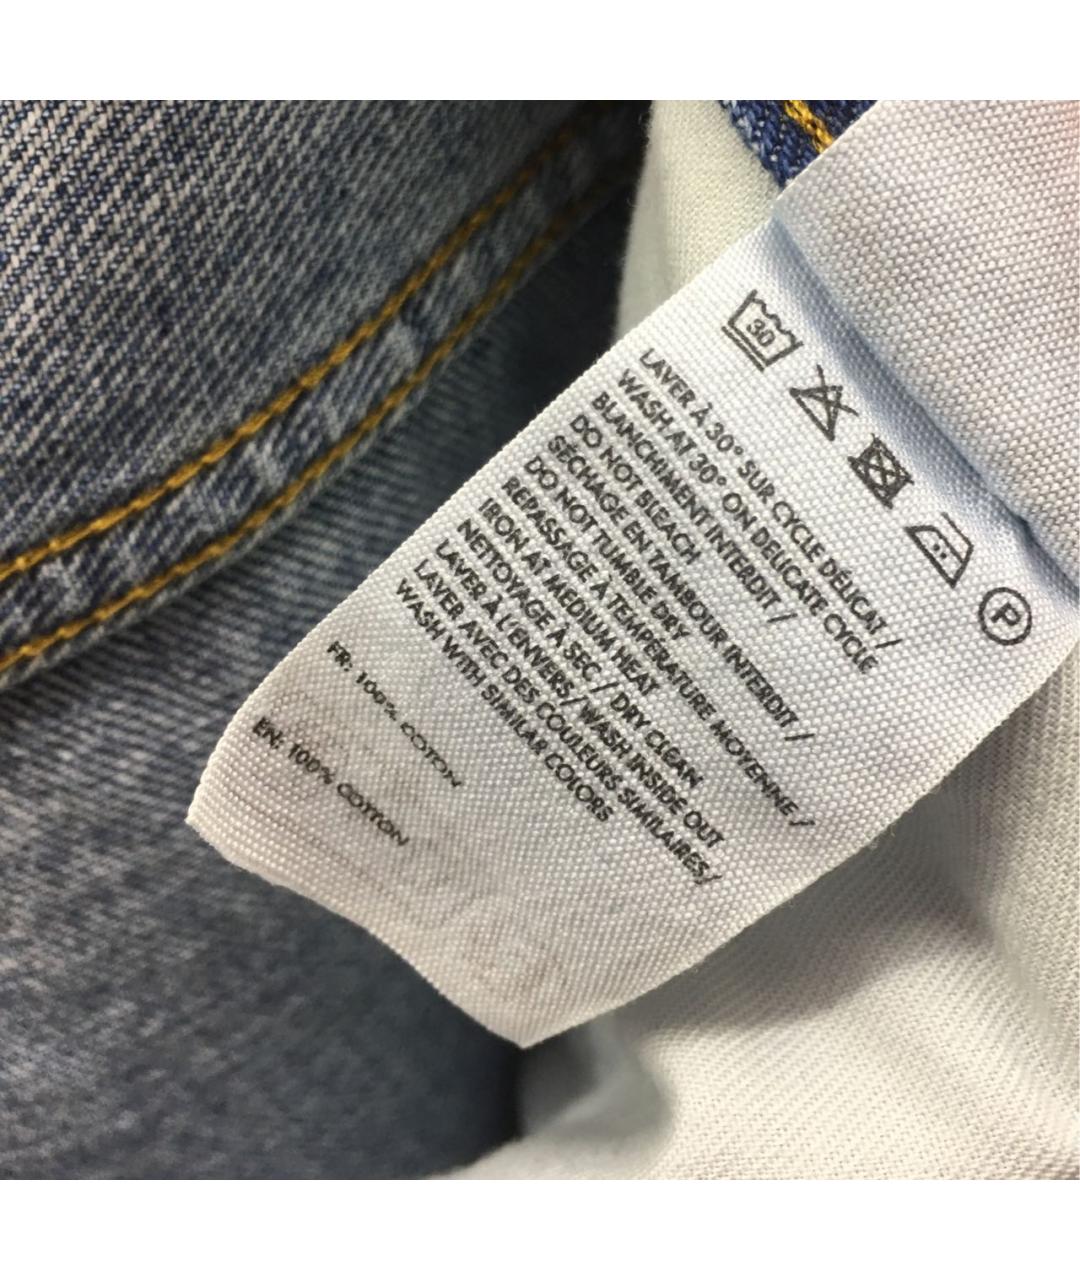 30
P
LAVER À 30° SUR CYCLE DÉLICAT /
WASH AT 30° ON DELICATE CYCLE
BLANCHIMENT INTERDIT /
DO NOT BLEACH
SÉCHAGE EN TAMBOUR INTERDIT /
DO NOT TUMBLE DRY
REPASSAGE À TEMPERATURE MOYENNE /
IRON AT MEDIUM HEAT
NETTOYAGE À SEC / DRY CLEAN
LAVER À L'ENVERS / WASH INSIDE OUT
LAVER AVEC DES COULEURS SIMILAIRES/
WASH WITH SIMILAR COLORS
FR: 100% COTON
EN: 100% COTTON